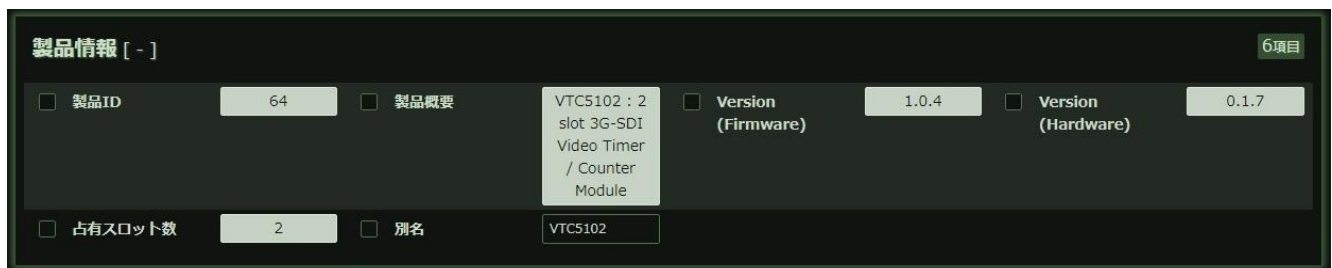 製品情報 [ - ]
6項目
製品ID
64
製品概要
VTC5102 : 2
slot 3G-SDI
Video Timer
/ Counter
Module
Version
(Firmware)
1.0.4
Version
(Hardware)
0.1.7
占有スロット数
2
別名
VTC5102